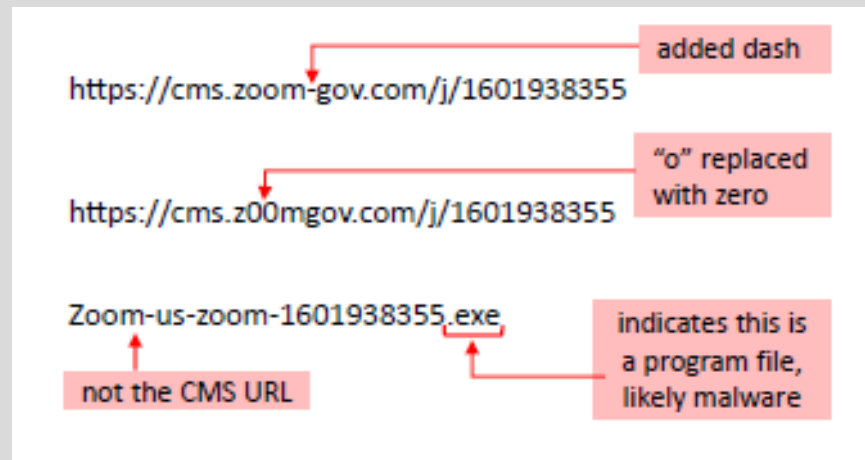 added dash
https://cms.zoom-gov.com/j/1601938355
“o” replaced
with zero
https://cms.z00mgov.com/j/1601938355
Zoom-us-zoom-1601938355.exe
not the CMS URL
indicates this is
a program file,
likely malware